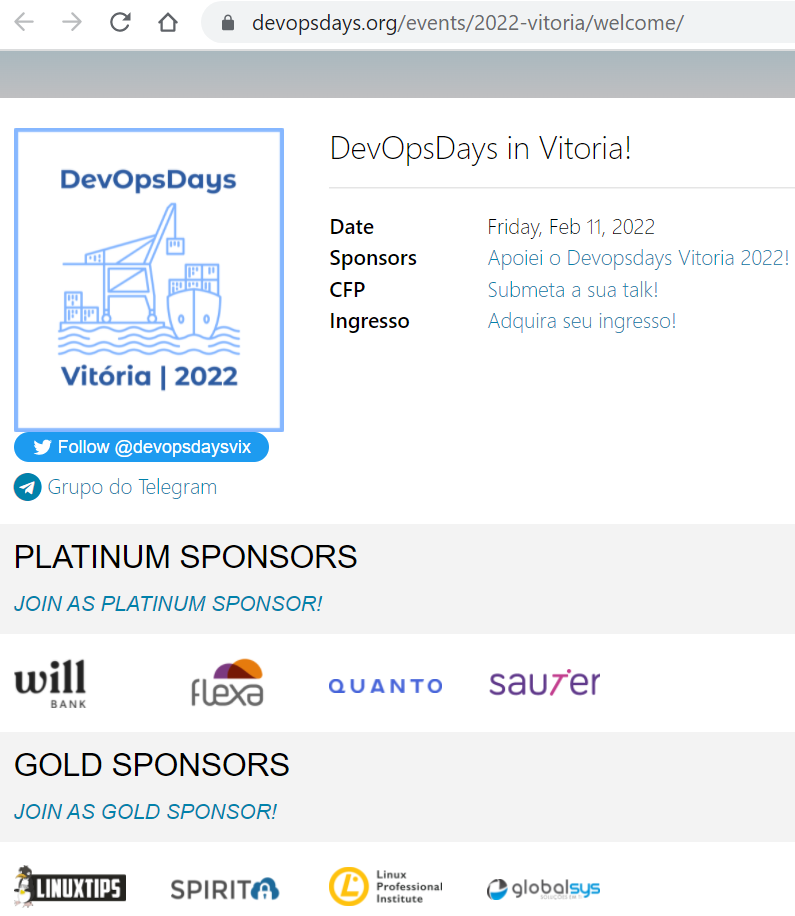 devopsdays.org/events/2022-vitoria/welcome/
DevOpsDays
Vitória | 2022
Follow @devopsdaysvix
Grupo do Telegram
DevOpsDays in Vitoria!
Date Friday, Feb 11, 2022
Sponsors Apoiei o Devopsdays Vitoria 2022!
CFP Submeta a sua talk!
Ingresso Adquira seu ingresso!
PLATINUM SPONSORS
JOIN AS PLATINUM SPONSOR!
will
BANK
flexa
QUANTO
sauter
GOLD SPONSORS
JOIN AS GOLD SPONSOR!
LINUXTIPS
SPIRIT
Linux
Professional
Institute
globalsys